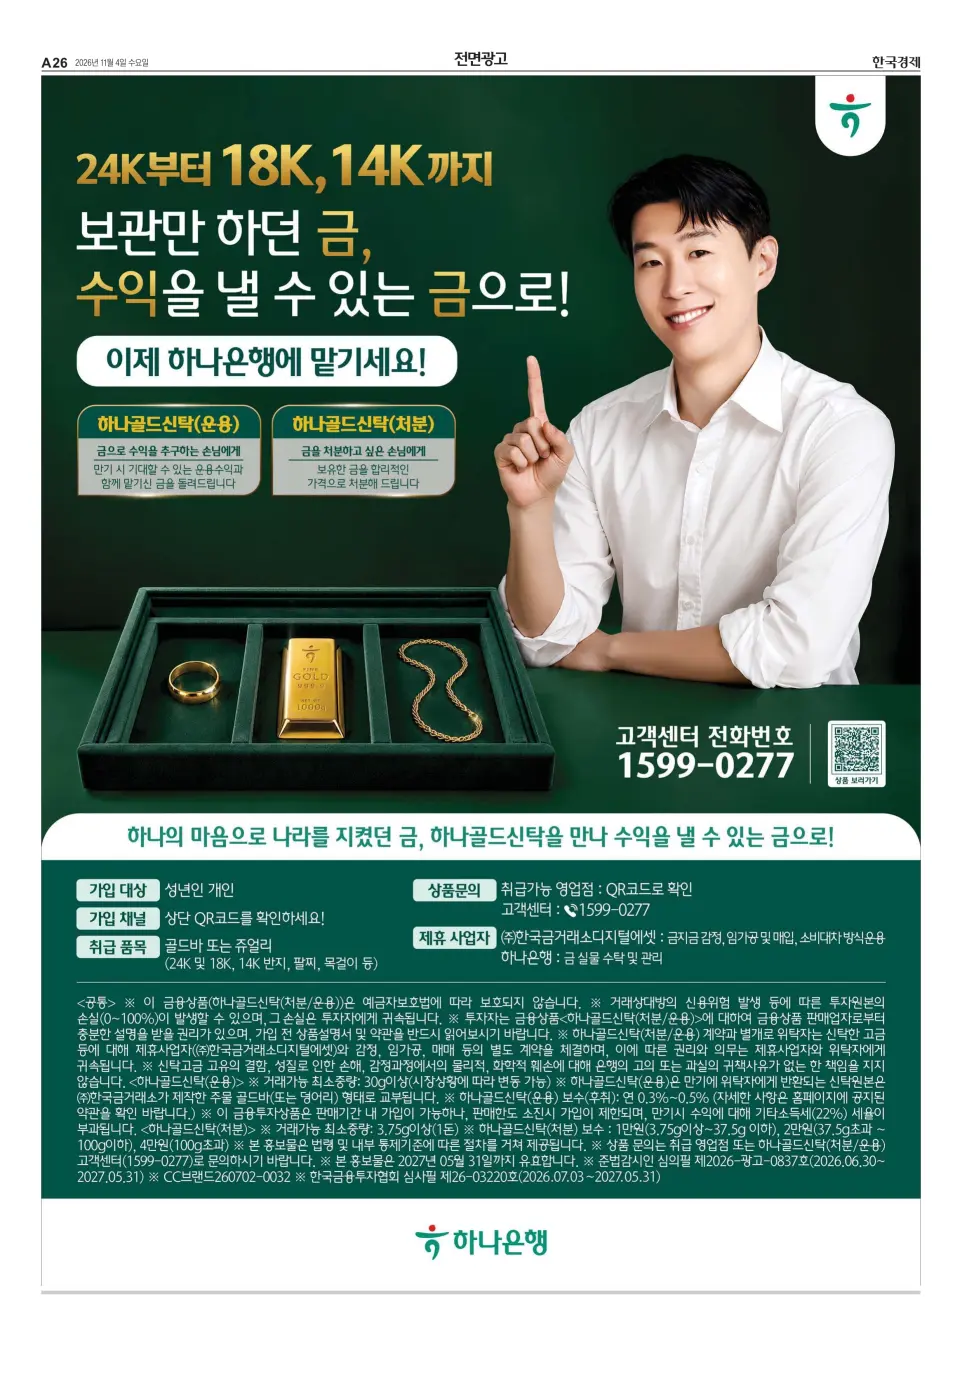 A26 2026년 11월 4일 수요일
전면광고
한국경제
24K부터 18K, 14K까지
보관만 하던 금,
수익을 낼 수 있는 금으로!
이제 하나은행에 맡기세요!
하나골드신탁(운용)
금으로 수익을 추구하는 손님에게
만기 시 기대할 수 있는 운용수익과
함께 맡기신 금을 돌려드립니다
하나골드신탁(처분)
금을 처분하고 싶은 손님에게
보유한 금을 합리적인
가격으로 처분해 드립니다
FINE
GOLD
999.9
NET WT
1000g
고객센터 전화번호
1599-0277
상품 보러가기
하나의 마음으로 나라를 지켰던 금, 하나골드신탁을 만나 수익을 낼 수 있는 금으로!
가입 대상 성년인 개인
가입 채널 상단 QR코드를 확인하세요!
취급 품목 골드바 또는 쥬얼리
(24K 및 18K, 14K 반지, 팔찌, 목걸이 등)
상품문의 취급가능 영업점 : QR코드로 확인
고객센터 : 1599-0277
제휴 사업자 ㈜한국금거래소디지털에셋 : 금지금 감정, 임가공 및 매입, 소비대차 방식운용
하나은행 : 금 실물 수탁 및 관리
<공통> ※ 이 금융상품(하나골드신탁(처분/운용))은 예금자보호법에 따라 보호되지 않습니다. ※ 거래상대방의 신용위험 발생 등에 따른 투자원본의
손실(0~100%)이 발생할 수 있으며, 그 손실은 투자자에게 귀속됩니다. ※ 투자자는 금융상품<하나골드신탁(처분/운용)>에 대하여 금융상품 판매업자로부터
충분한 설명을 받을 권리가 있으며, 가입 전 상품설명서 및 약관을 반드시 읽어보시기 바랍니다. ※ 하나골드신탁(처분/운용) 계약과 별개로 위탁자는 신탁한 고금
등에 대해 제휴사업자(㈜한국금거래소디지털에셋)와 감정, 임가공, 매매 등의 별도 계약을 체결하며, 이에 따른 권리와 의무는 제휴사업자와 위탁자에게
귀속됩니다. ※ 신탁고금 고유의 결함, 성질로 인한 손해, 감정과정에서의 물리적, 화학적 훼손에 대해 은행의 고의 또는 과실의 귀책사유가 없는 한 책임을 지지
않습니다. <하나골드신탁(운용)> ※ 거래가능 최소중량: 30g이상(시장상황에 따라 변동 가능) ※ 하나골드신탁(운용)은 만기에 위탁자에게 반환되는 신탁원본은
㈜한국금거래소가 제작한 주물 골드바(또는 덩어리) 형태로 교부됩니다. ※ 하나골드신탁(운용) 보수(후취): 연 0.3%~0.5% (자세한 사항은 홈페이지에 공지된
약관을 확인 바랍니다.) ※ 이 금융투자상품은 판매기간 내 가입이 가능하나, 판매한도 소진시 가입이 제한되며, 만기시 수익에 대해 기타소득세(22%) 세율이
부과됩니다. <하나골드신탁(처분)> ※ 거래가능 최소중량: 3.75g이상(1돈) ※ 하나골드신탁(처분) 보수 : 1만원(3.75g이상~37.5g 이하), 2만원(37.5g초과 ~
100g이하), 4만원(100g초과) ※ 본 홍보물은 법령 및 내부 통제기준에 따른 절차를 거쳐 제공됩니다. ※ 상품 문의는 취급 영업점 또는 하나골드신탁(처분/운용)
고객센터(1599-0277)로 문의하시기 바랍니다. ※ 본 홍보물은 2027년 05월 31일까지 유효합니다. ※ 준법감시인 심의필 제2026-광고-0837호(2026.06.30~
2027.05.31) ※ CC브랜드260702-0032 ※ 한국금융투자협회 심사필 제26-03220호(2026.07.03~2027.05.31)
하나은행